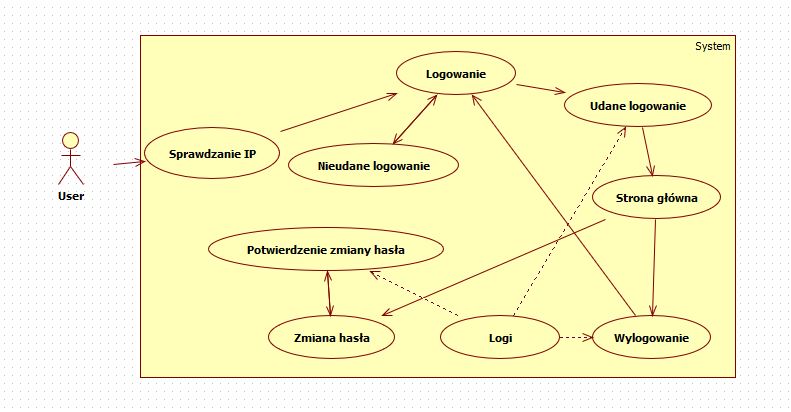 System
Logowanie
Udane logowanie
Sprawdzanie IP
Nieudane logowanie
User
Strona główna
Potwierdzenie zmiany hasła
Zmiana hasła
Logi
Wylogowanie